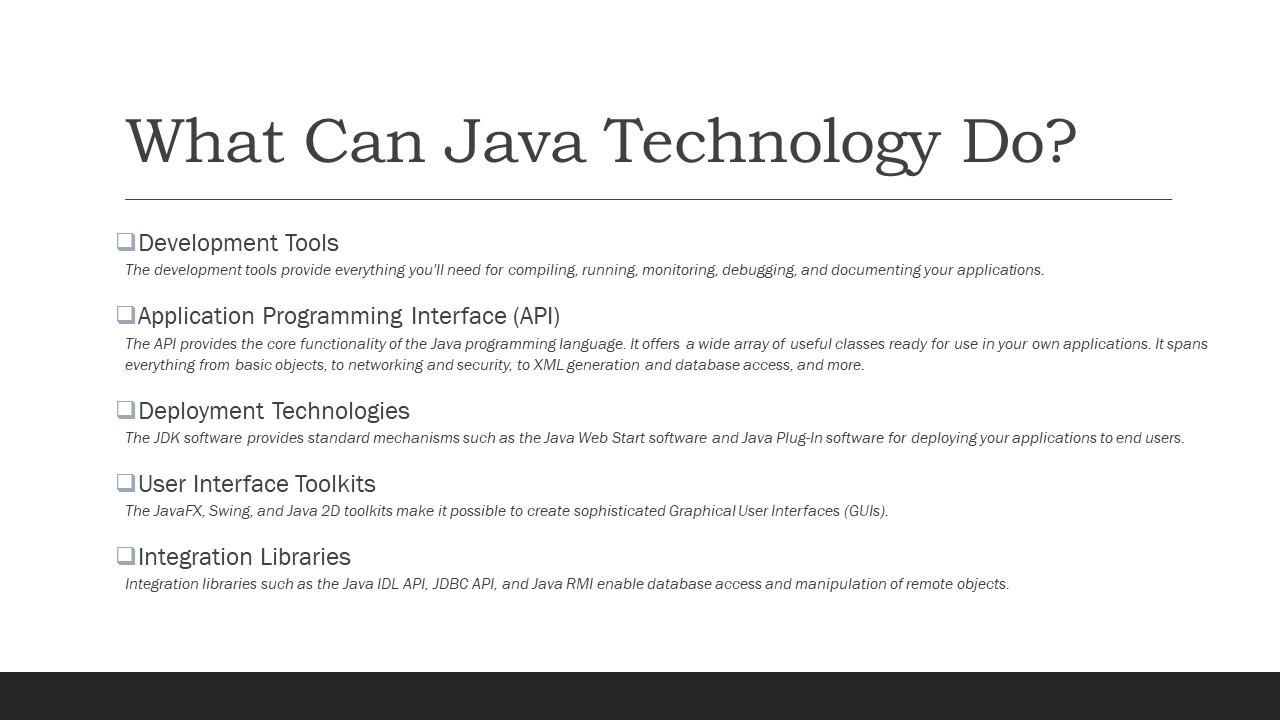 What Can Java Technology Do?
Development Tools
The development tools provide everything you'll need for compiling, running, monitoring, debugging, and documenting your applications.
Application Programming Interface (API)
The API provides the core functionality of the Java programming language. It offers a wide array of useful classes ready for use in your own applications. It spans
everything from basic objects, to networking and security, to XML generation and database access, and more.
Deployment Technologies
The JDK software provides standard mechanisms such as the Java Web Start software and Java Plug-In software for deploying your applications to end users.
User Interface Toolkits
The JavaFX, Swing, and Java 2D toolkits make it possible to create sophisticated Graphical User Interfaces (GUIs).
Integration Libraries
Integration libraries such as the Java IDL API, JDBC API, and Java RMI enable database access and manipulation of remote objects.